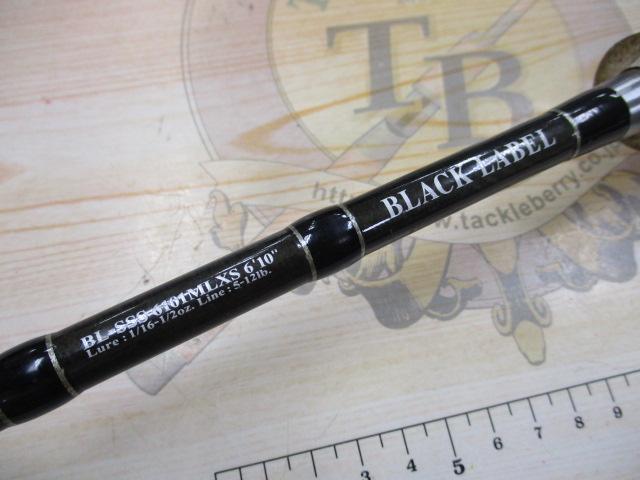 TB
http
www.tackleberry.co.jp
BLACK LABEL
BL-SSS-6101MLXS 6'10"
Lure : 1/16-1/2oz. Line : 5-12lb.
3 4 5 6 7 8 9